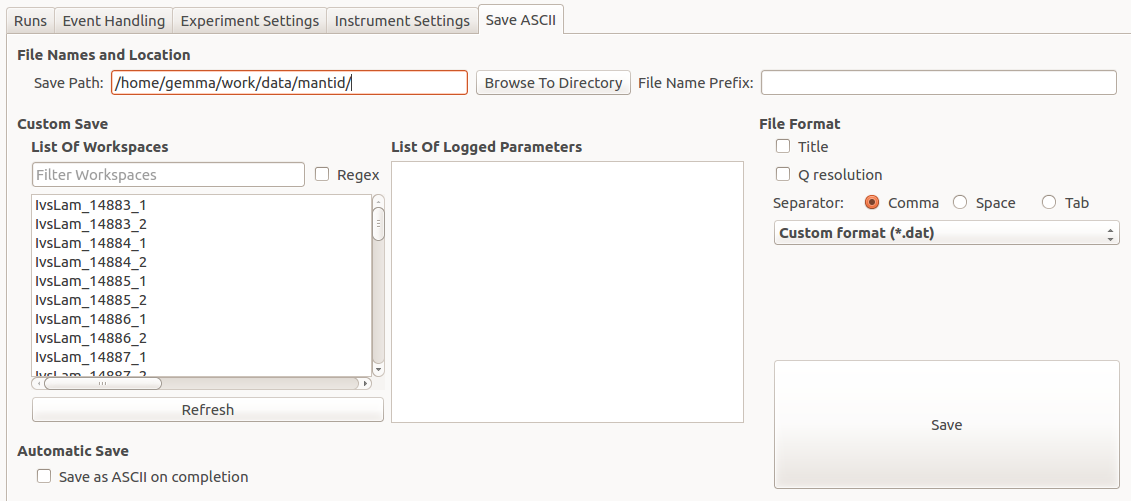 Runs Event Handling Experiment Settings Instrument Settings Save ASCII
File Names and Location
Save Path: /home/gemma/work/data/mantid/ Browse To Directory File Name Prefix:
Custom Save
List Of Workspaces
Filter Workspaces Regex
IvsLam_14883_1
IvsLam_14883_2
IvsLam_14884_1
IvsLam_14884_2
IvsLam_14885_1
IvsLam_14885_2
IvsLam_14886_1
IvsLam_14886_2
IvsLam_14887_1
IvsLam_14887_2
Refresh
List Of Logged Parameters
File Format
Title
Q resolution
Separator: Comma Space Tab
Custom format (*.dat)
Save
Automatic Save
Save as ASCII on completion